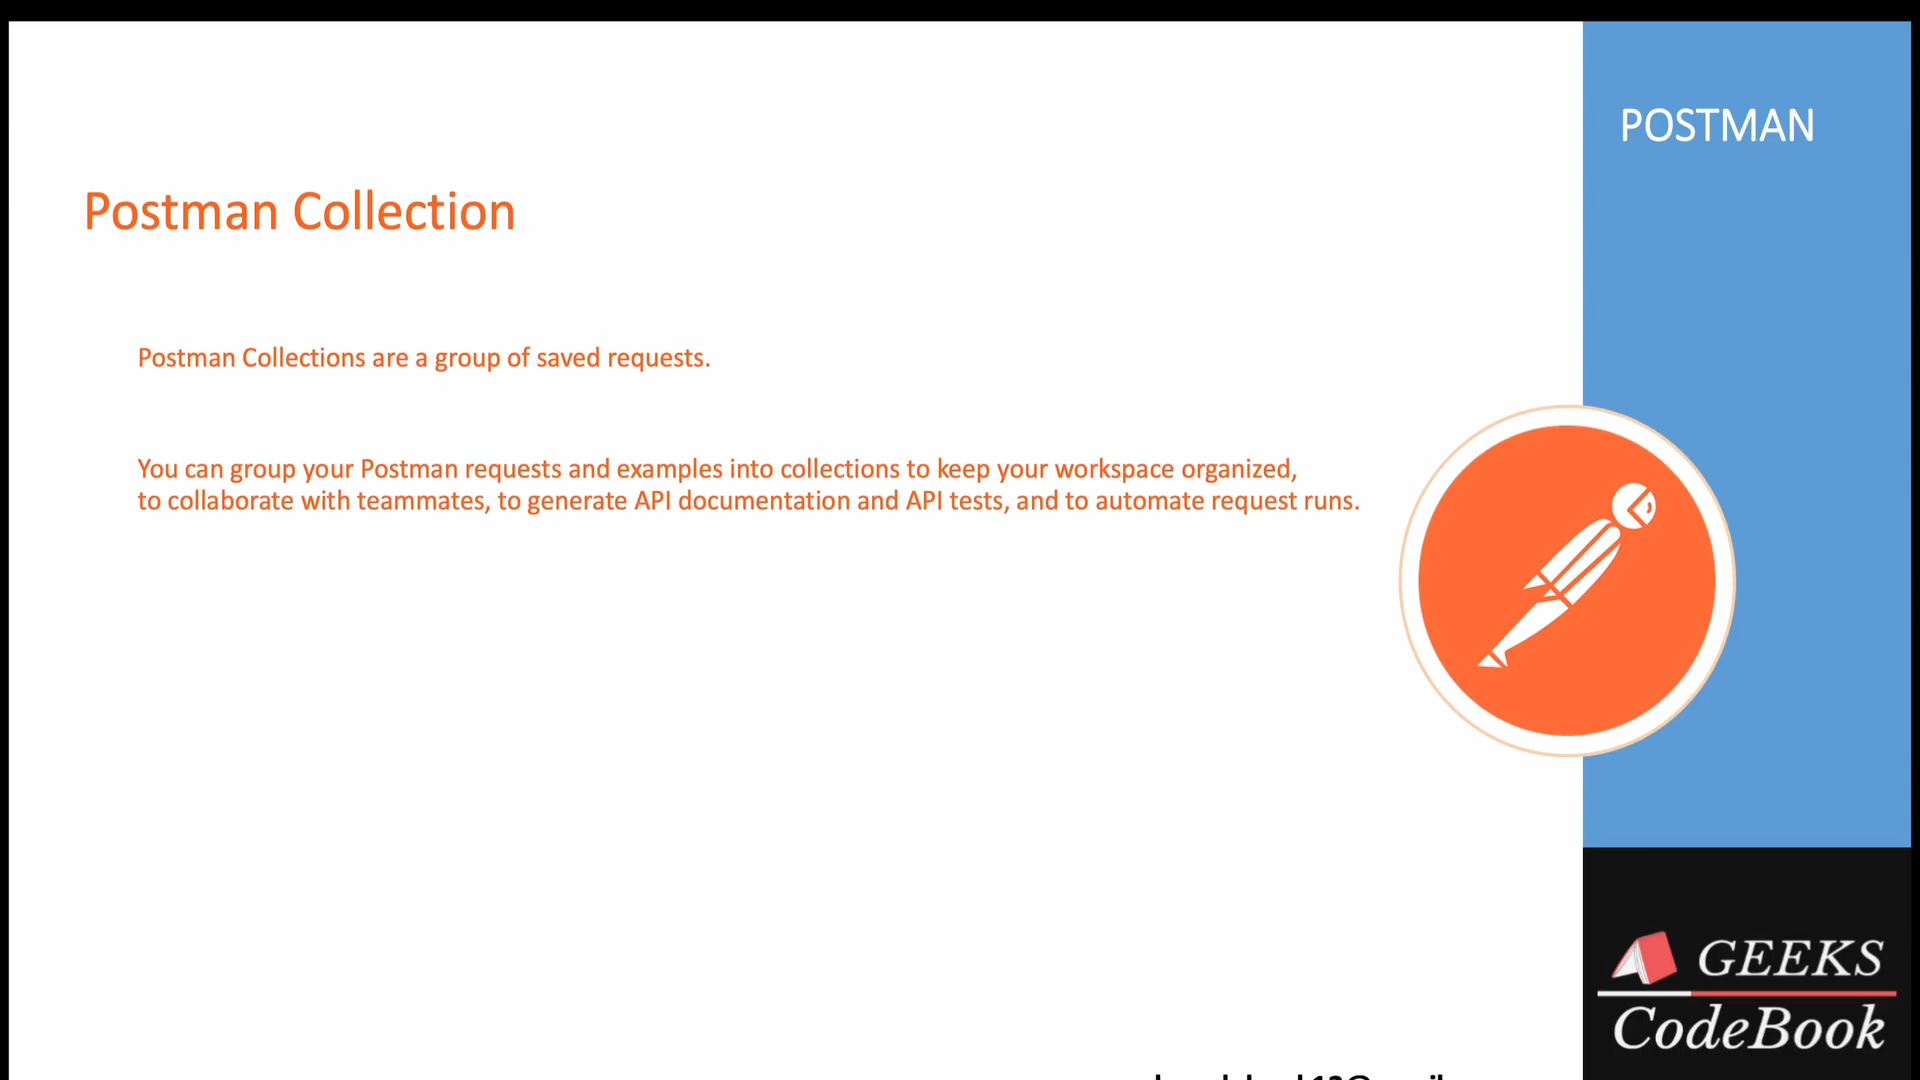 POSTMAN
Postman Collection
Postman Collections are a group of saved requests.
You can group your Postman requests and examples into collections to keep your workspace organized,
to collaborate with teammates, to generate API documentation and API tests, and to automate request runs.
GEEKS
CodeBook